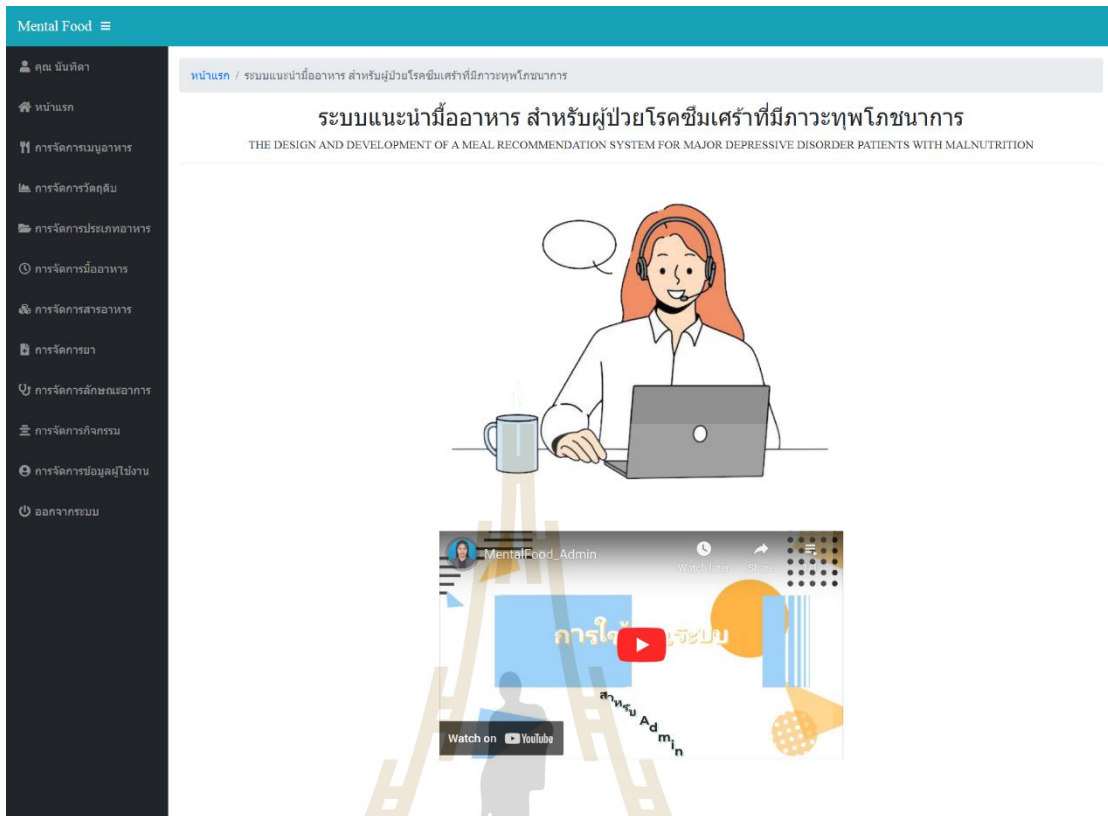 Mental Food
คุณ นันทิดา
หน้าแรก
การจัดการเมนูอาหาร
การจัดการวัตถุดิบ
การจัดการประเภทอาหาร
การจัดการมื้ออาหาร
การจัดการสารอาหาร
การจัดการยา
การจัดการลักษณะอาการ
การจัดการกิจกรรม
การจัดการข้อมูลผู้ใช้งาน
ออกจากระบบ
หน้าแรก / ระบบแนะนำมื้ออาหาร สำหรับผู้ป่วยโรคซึมเศร้าที่มีภาวะทุพโภชนาการ
ระบบแนะนำมื้ออาหาร สำหรับผู้ป่วยโรคซึมเศร้าที่มีภาวะทุพโภชนาการ
THE DESIGN AND DEVELOPMENT OF A MEAL RECOMMENDATION SYSTEM FOR MAJOR DEPRESSIVE DISORDER PATIENTS WITH MALNUTRITION
MentalFood_Admin
Watch later
Share
สำหรับ Admin
Watch on YouTube